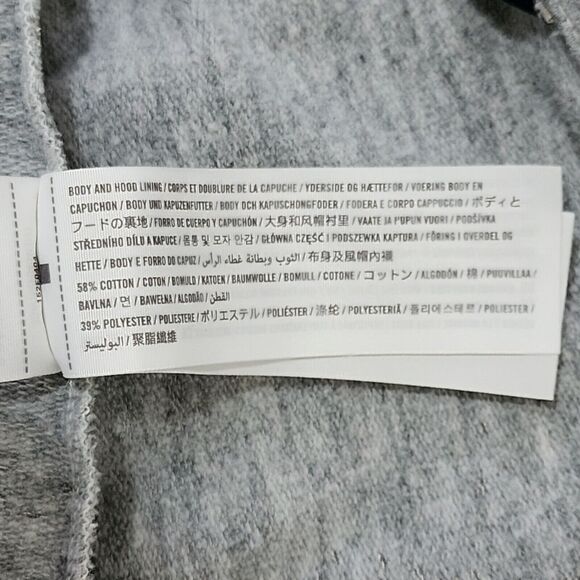 BODY AND HOOD LINING / CORPS ET DOUBLURE DE LA CAPUCHE / YDERSIDE OG HÆTTEFOR / VOERING BODY EN
CAPUCHON / BODY UND KAPUZENFUTTER / BODY OCH KAPUSCHONGFODER / FODERA E CORPO CAPPUCCIO / ボディと
フードの裏地 / FORRO DE CUERPO Y CAPUCHÓN / 大身和风帽衬里 / VAATE JA PUPUN VUORI / PODŠÍVKA
STŘEDNÍHO DÍLU A KAPUCE / 몸통 및 모자 안감 / GŁÓWNA CZĘŚĆ I PODSZEWKA KAPTURA / FÔRING I OVERDEL OG
HETTE / BODY E FORRO DO CAPUZ / الثوب وبطانة غطاء الرأس / 布身及風帽內襯
58% COTTON / COTON / BOMULD / KATOEN / BAUMWOLLE / BOMULL / COTONE / コットン / ALGODÓN / 棉 / PUUVILLAA /
BAVLNA / 면 / BAWEŁNA / ALGODÃO / القطن /
39% POLYESTER / POLIESTERE / ポリエステル / POLIÉSTER / 涤纶 / POLYESTERIÄ / 폴리에스테르 / POLIESTER /
البوليستر / 聚脂纖維